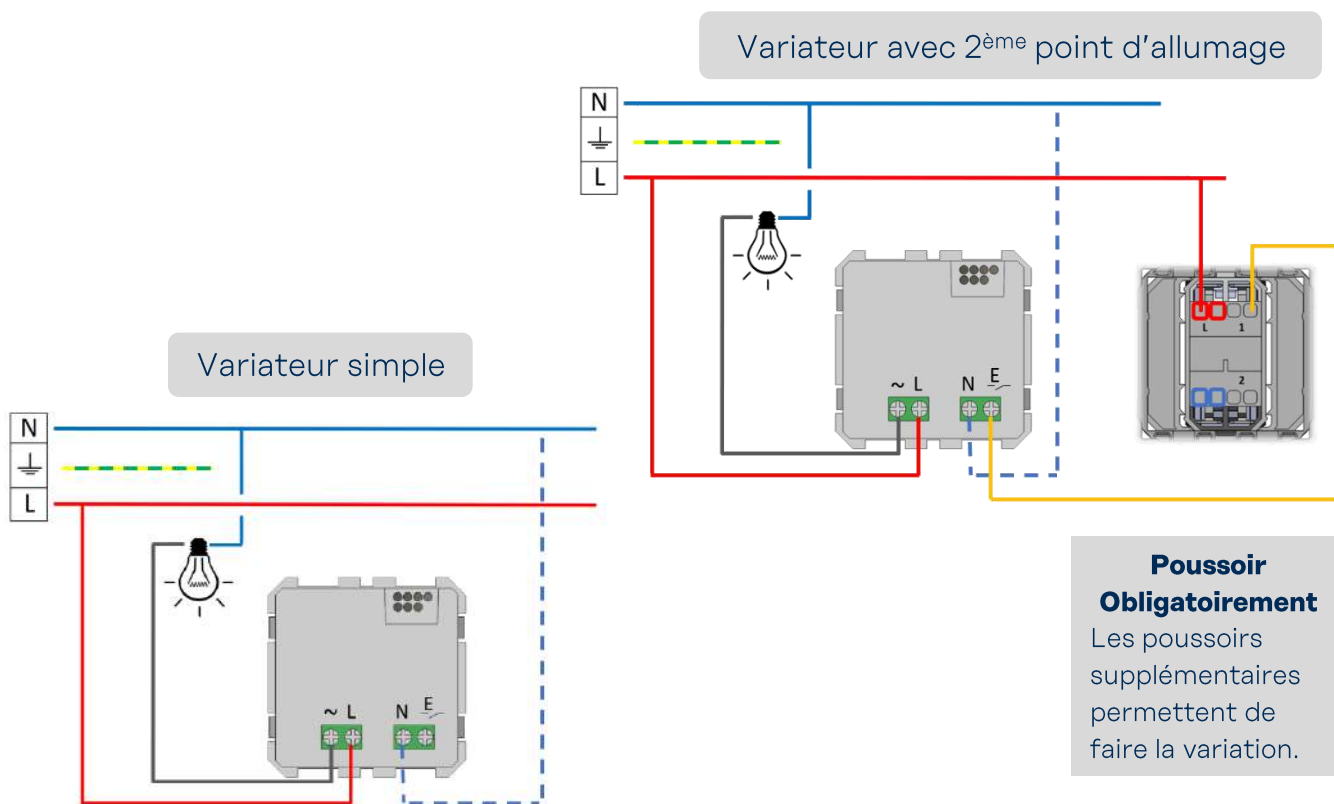 Variateur avec 2ème point d'allumage
N
L
~ L N E
L 1
2
Variateur simple
N
L
~ L N E
Poussoir
Obligatoirement
Les poussoirs
supplémentaires
permettent de
faire la variation.